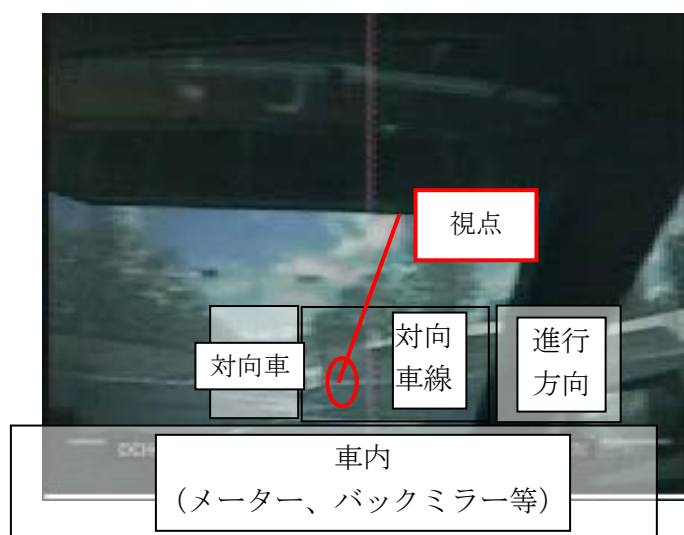 視点
対向車
対向
車線
進行
方向
車内
（メーター、バックミラー等）